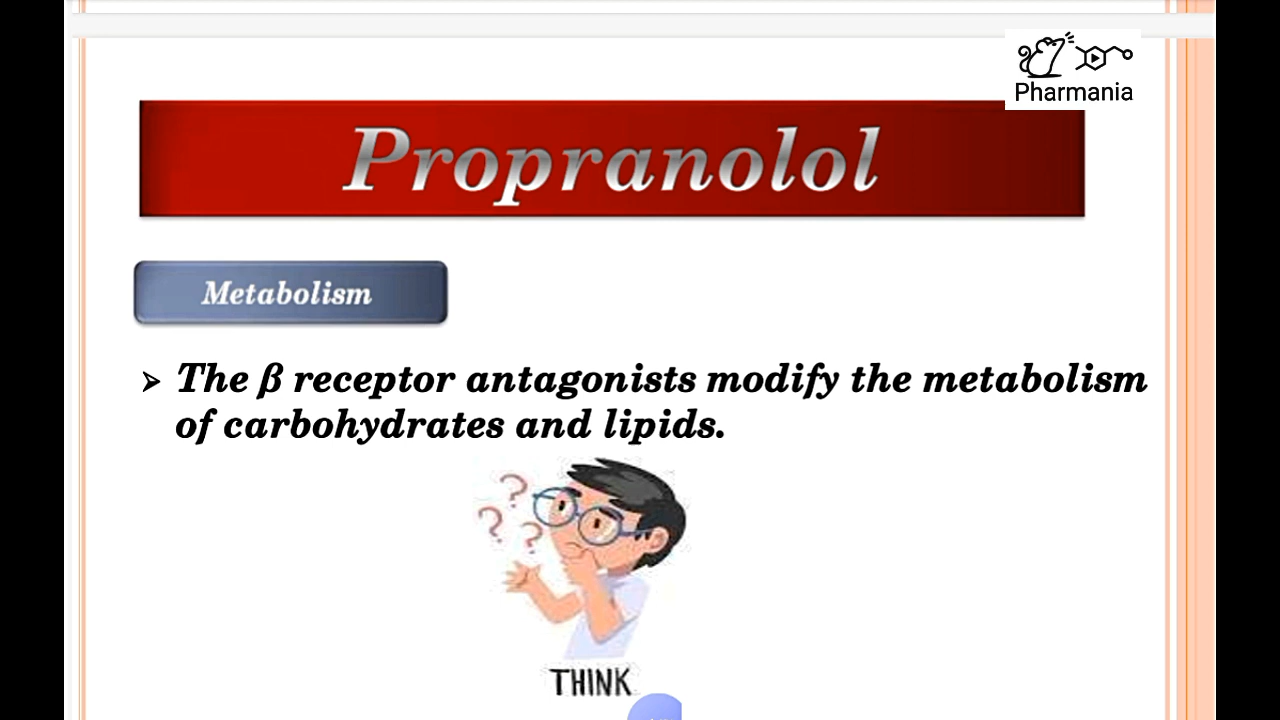 Pharmania
Propranolol
Metabolism
➢ The β receptor antagonists modify the metabolism
of carbohydrates and lipids.
? ? ?
THINK